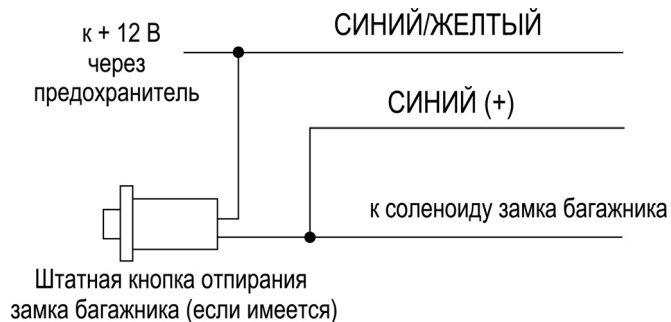 к + 12 В
через
предохранитель
СИНИЙ/ЖЕЛТЫЙ
СИНИЙ (+)
к соленоиду замка багажника
Штатная кнопка отпирания
замка багажника (если имеется)